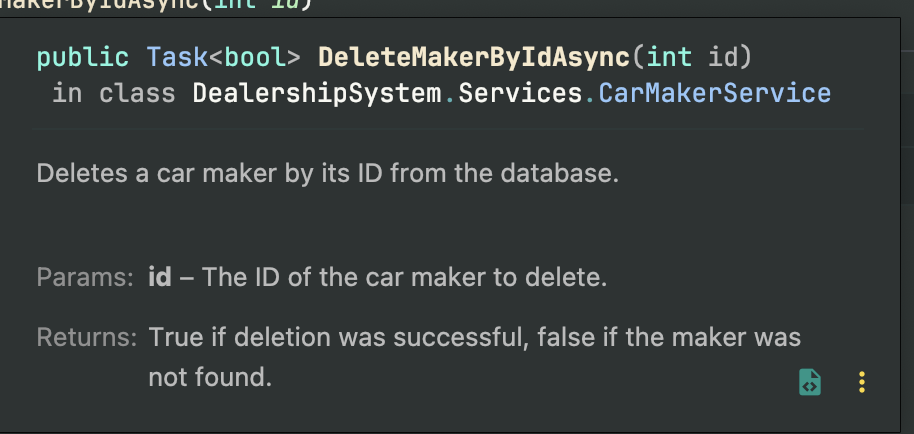 MakerByIdAsync(int id)
public Task<bool> DeleteMakerByIdAsync(int id)
in class DealershipSystem.Services.CarMakerService
Deletes a car maker by its ID from the database.
Params: id – The ID of the car maker to delete.
Returns: True if deletion was successful, false if the maker was
not found.